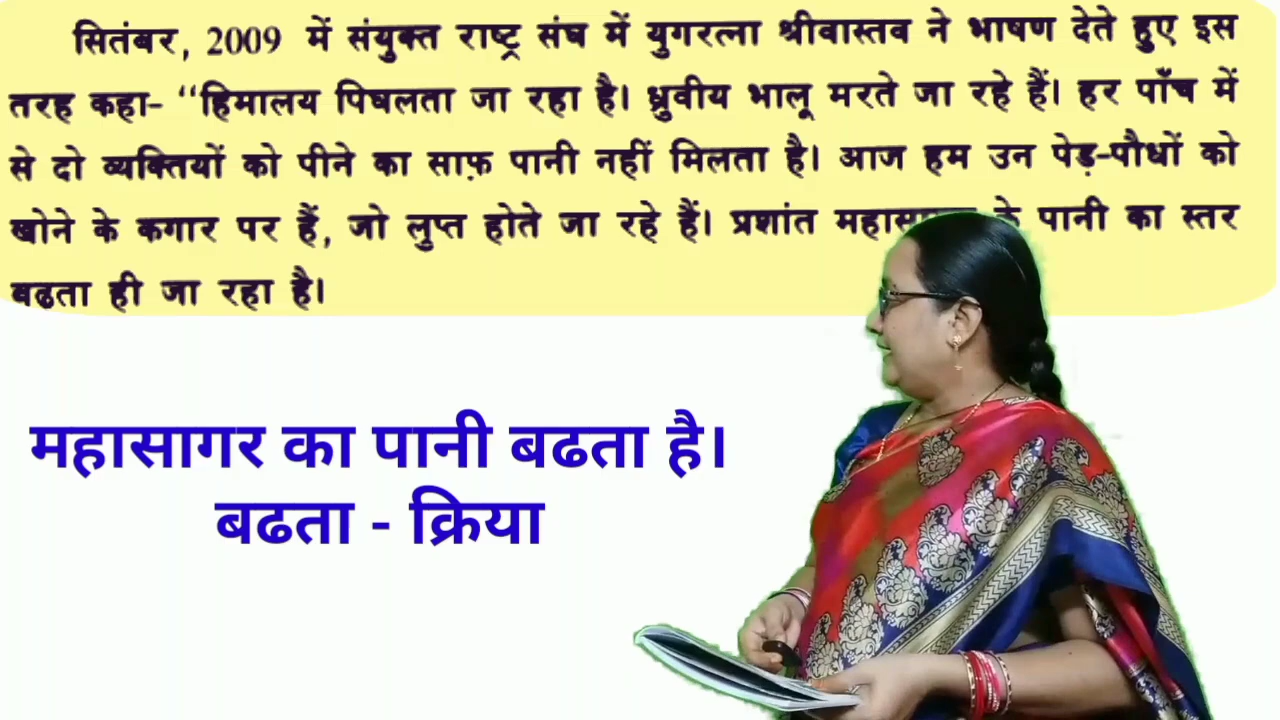 सितंबर, 2009 में संयुक्त राष्ट्र संघ में युगरत्ना श्रीवास्तव ने भाषण देते हुए इस
तरह कहा- ‘‘हिमालय पिघलता जा रहा है। ध्रुवीय भालू मरते जा रहे हैं। हर पाँच में
से दो व्यक्तियों को पीने का साफ़ पानी नहीं मिलता है। आज हम उन पेड़-पौधों को
खोने के कगार पर हैं, जो लुप्त होते जा रहे हैं। प्रशांत के पानी का स्तर
बढता ही जा रहा है।
महासागर का पानी बढता है।
बढता - क्रिया